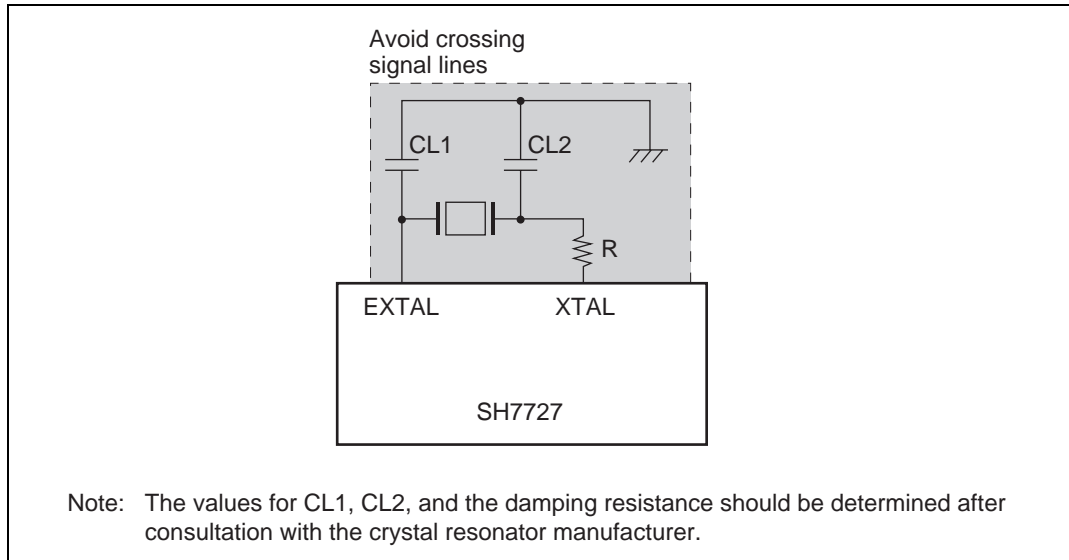 Avoid crossing
signal lines
CL1
CL2
R
EXTAL
XTAL
SH7727
Note: The values for CL1, CL2, and the damping resistance should be determined after
consultation with the crystal resonator manufacturer.